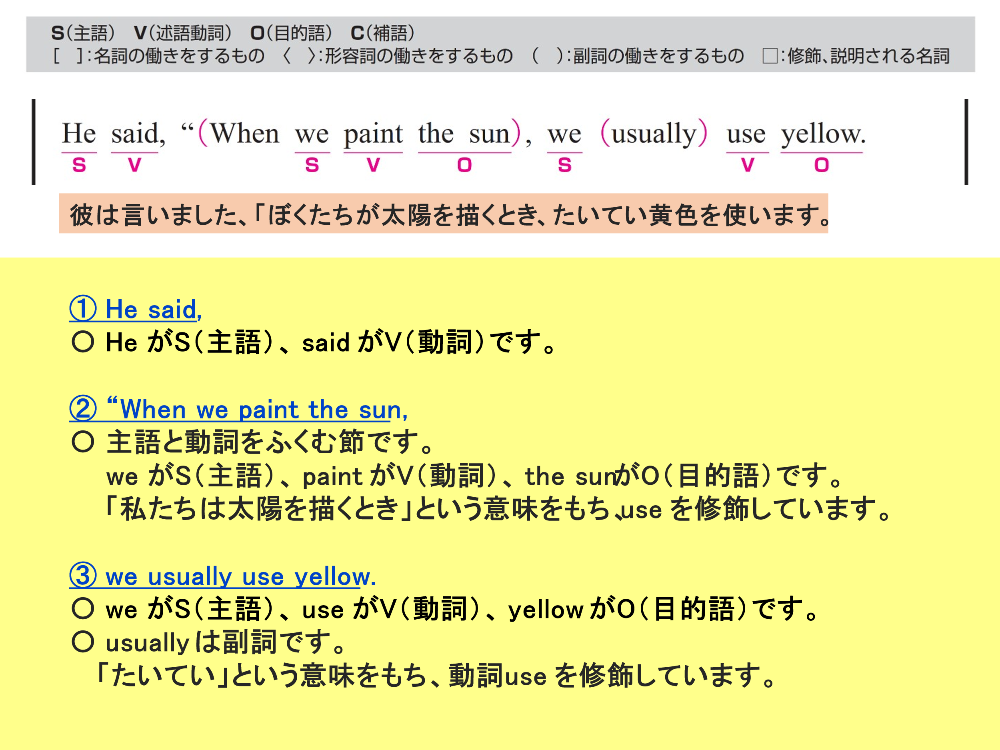 S(主語) V(述語動詞) O(目的語) C(補語)
[ ]:名詞の働きをするもの 〈 〉:形容詞の働きをするもの ( ):副詞の働きをするもの □:修飾、説明される名詞
He said, “(When we paint the sun), we (usually) use yellow.
S V S V O S V O
彼は言いました、「ぼくたちが太陽を描くとき、たいてい黄色を使います。
① He said,
○ He がS(主語)、said がV(動詞)です。
② “When we paint the sun,
○ 主語と動詞をふくむ節です。
we がS(主語)、paint がV(動詞)、the sunがO(目的語)です。
「私たちは太陽を描くとき」という意味をもち、use を修飾しています。
③ we usually use yellow.
○ we がS(主語)、use がV(動詞)、yellow がO(目的語)です。
○ usually は副詞です。
「たいてい」という意味をもち、動詞use を修飾しています。